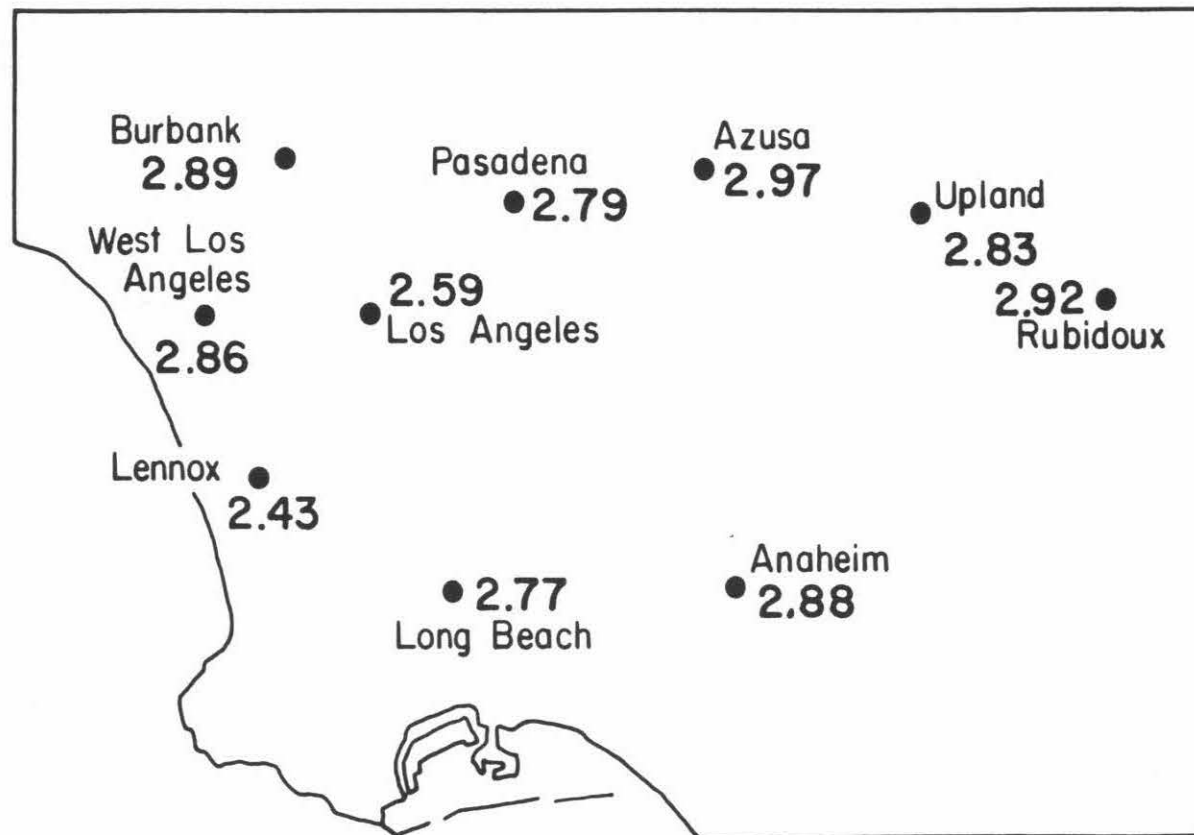 Burbank
2.89
Pasadena
2.79
Azusa
2.97
Upland
2.83
West Los
Angeles
2.86
2.59
Los Angeles
2.92
Rubidoux
Lennox
2.43
2.77
Long Beach
Anaheim
2.88